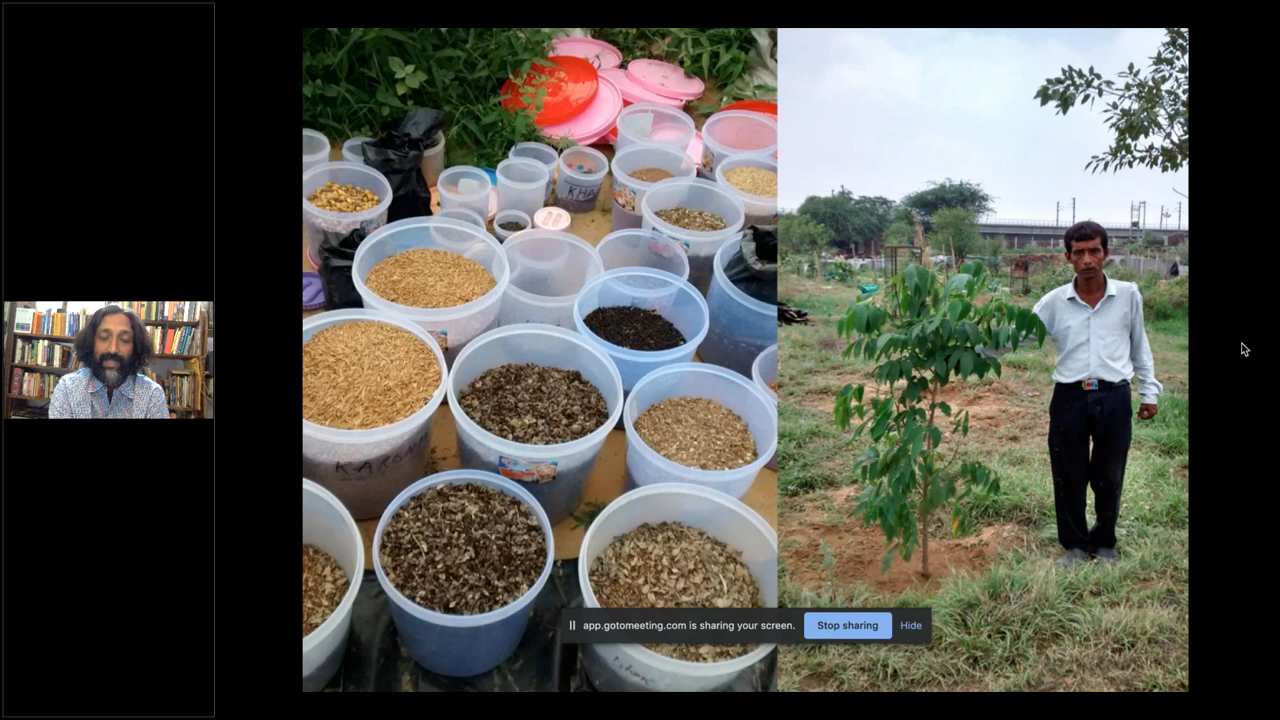 KHA
KARON
app.gotomeeting.com is sharing your screen.
Stop sharing
Hide